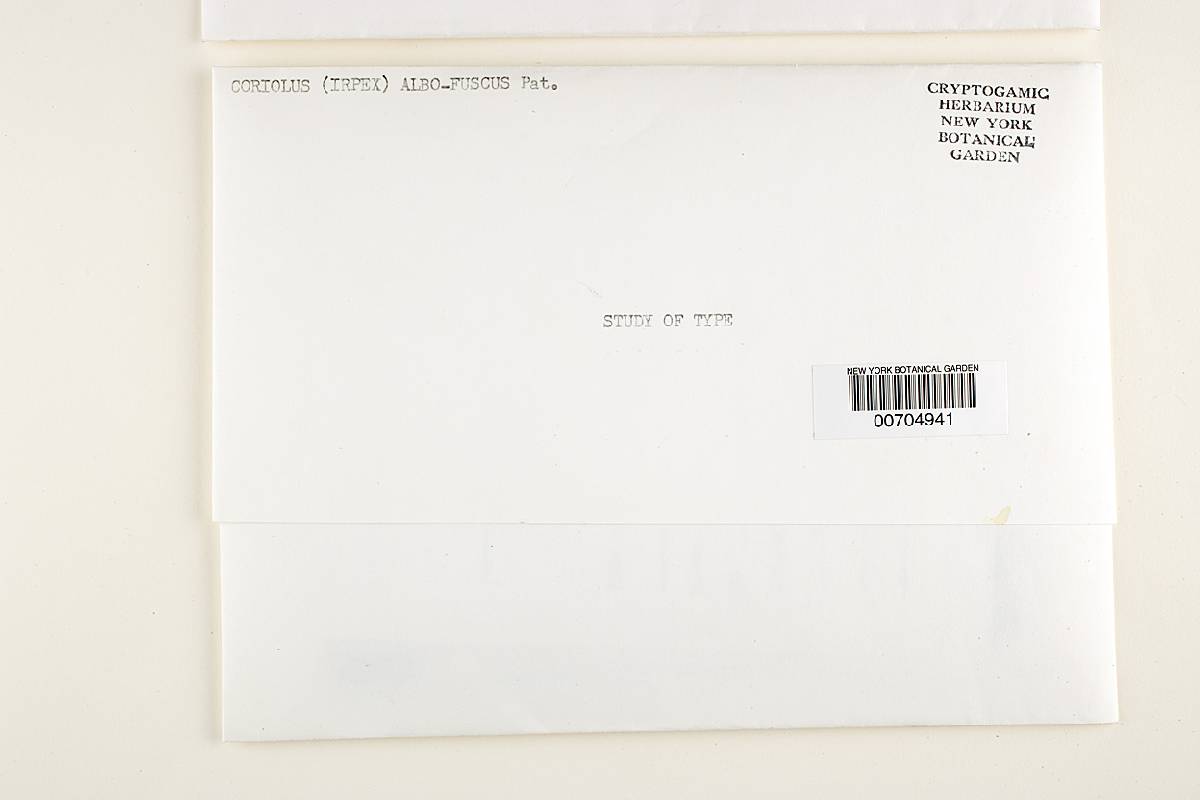 CORIOLUS (IRPEX) ALBO-FUSCUS Pat.
CRYPTOGAMIC
HERBARIUM
NEW YORK
BOTANICAL
GARDEN
STUDY OF TYPE
NEW YORK BOTANICAL GARDEN
00704941